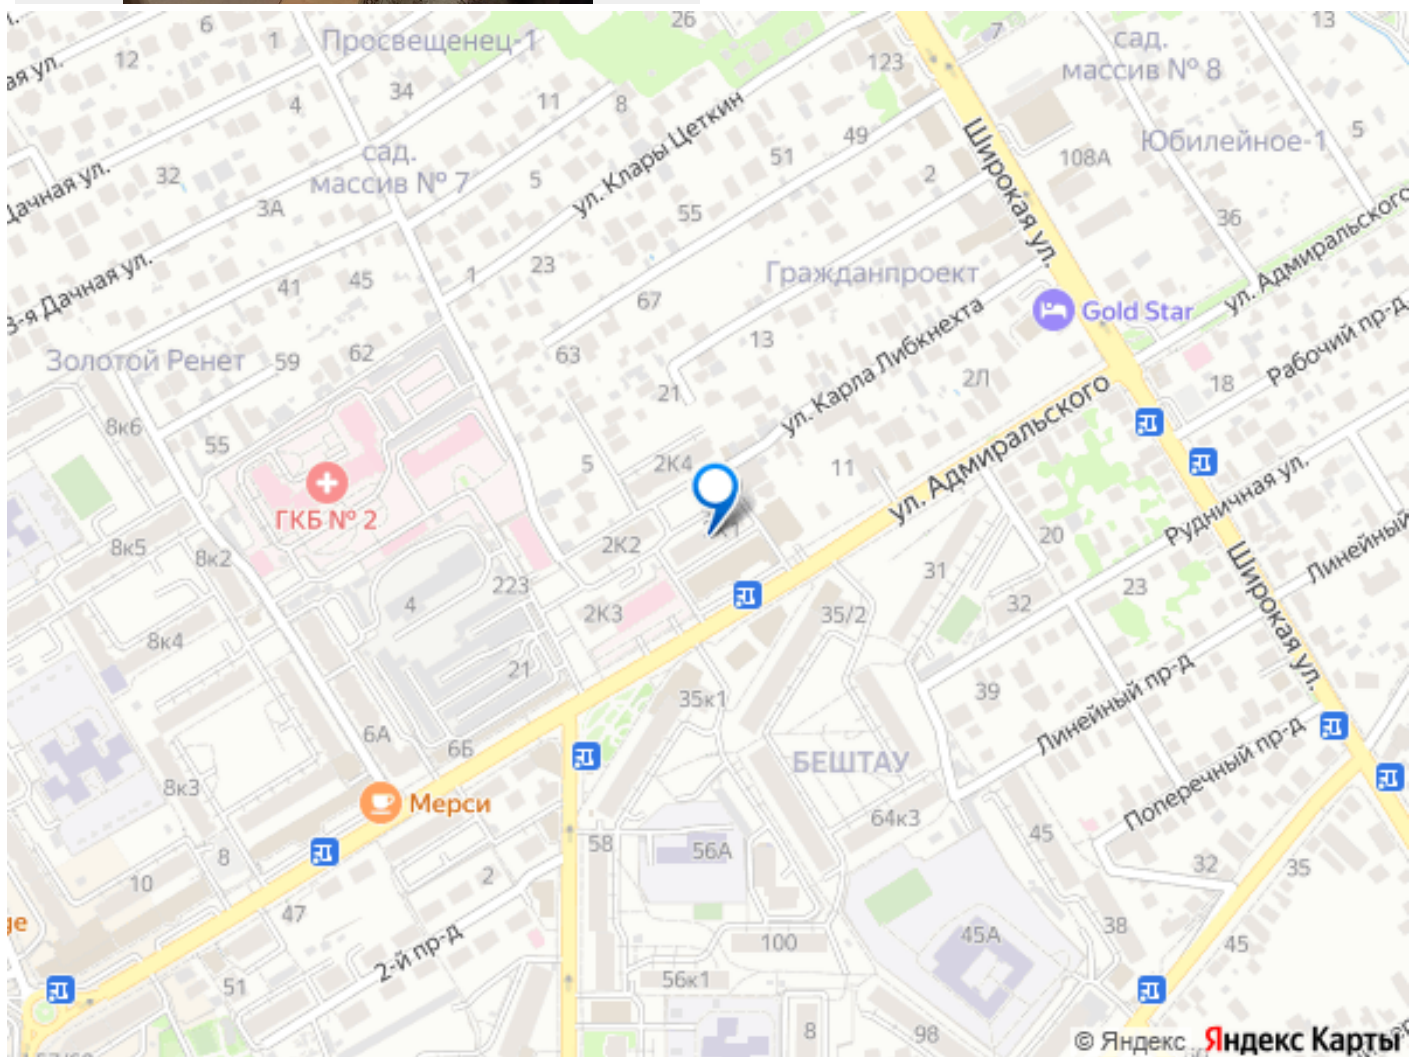 26
13
6
1
Просвещенец-1
7
сад.
массив № 8
12
ая ул.
123
34
4
11
8
49
5
Юбилейное-1
Широкая ул.
108А
сад.
массив № 7
51
ул. Клары Цеткин
32
Дачная ул.
5
2
3А
55
36
ул. Адмиральского
3-я Дачная ул.
41
45
1
23
Гражданпроект
67
Gold Star
ул. Карла Либкнехта
13
Рабочий пр-д
Золотой Ренет
59
62
63
2Л
18
21
ул. Адмиральского
8к6
55
5
2К4
11
ГКБ № 2
Рудничная ул.
8к5
8к2
2К2
20
Линейный
4
223
31
23
Широкая ул.
2К3
35/2
32
8к4
21
35к1
39
Линейный пр-д
6А
6Б
БЕШТАУ
Поперечный пр-д
8к3
Мерси
64к3
45
58
56А
8
2
32
35
10
47
ge
38
100
45А
45
2-й пр-д
51
56к1
8
98
© Яндекс Яндекс Карты